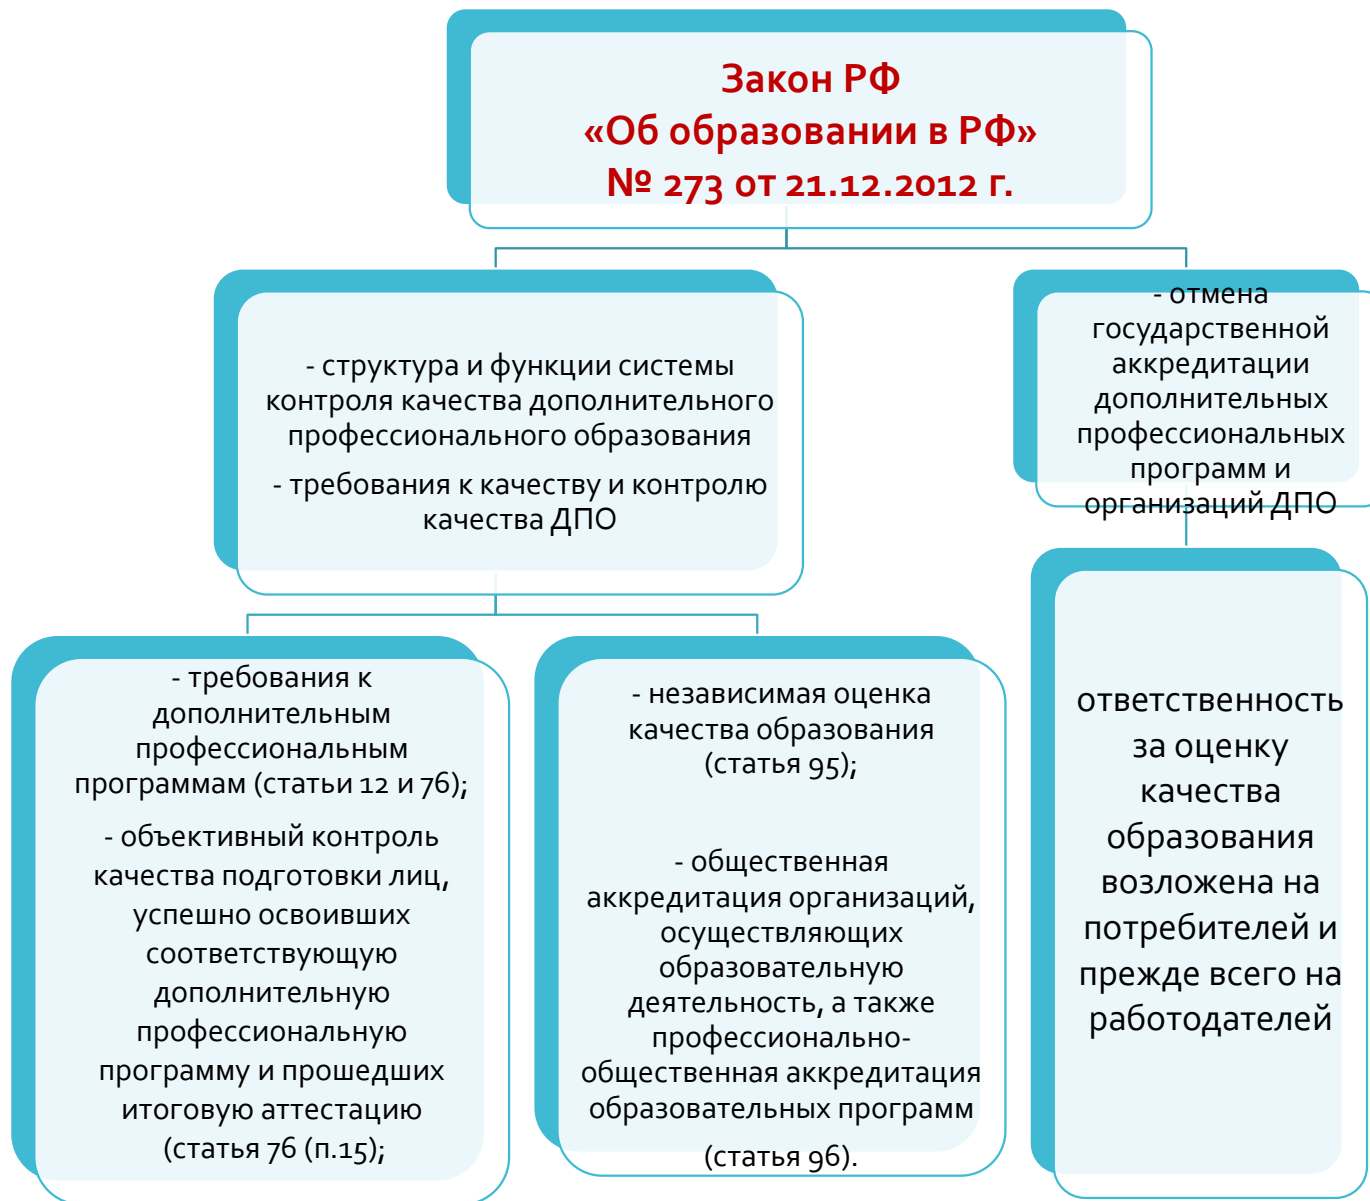 Закон РФ
«Об образовании в РФ»
№ 273 от 21.12.2012 г.
- структура и функции системы
контроля качества дополнительного
профессионального образования
- требования к качеству и контролю
качества ДПО
- отмена
государственной
аккредитации
дополнительных
профессиональных
программ и
организаций ДПО
- требования к
дополнительным
профессиональным
программам (статьи 12 и 76);
- объективный контроль
качества подготовки лиц,
успешно освоивших
соответствующую
дополнительную
профессиональную
программу и прошедших
итоговую аттестацию
(статья 76 (п.15);
- независимая оценка
качества образования
(статья 95);
- общественная
аккредитация организаций,
осуществляющих
образовательную
деятельность, а также
профессионально-
общественная аккредитация
образовательных программ
(статья 96).
ответственность
за оценку
качества
образования
возложена на
потребителей и
прежде всего на
работодателей